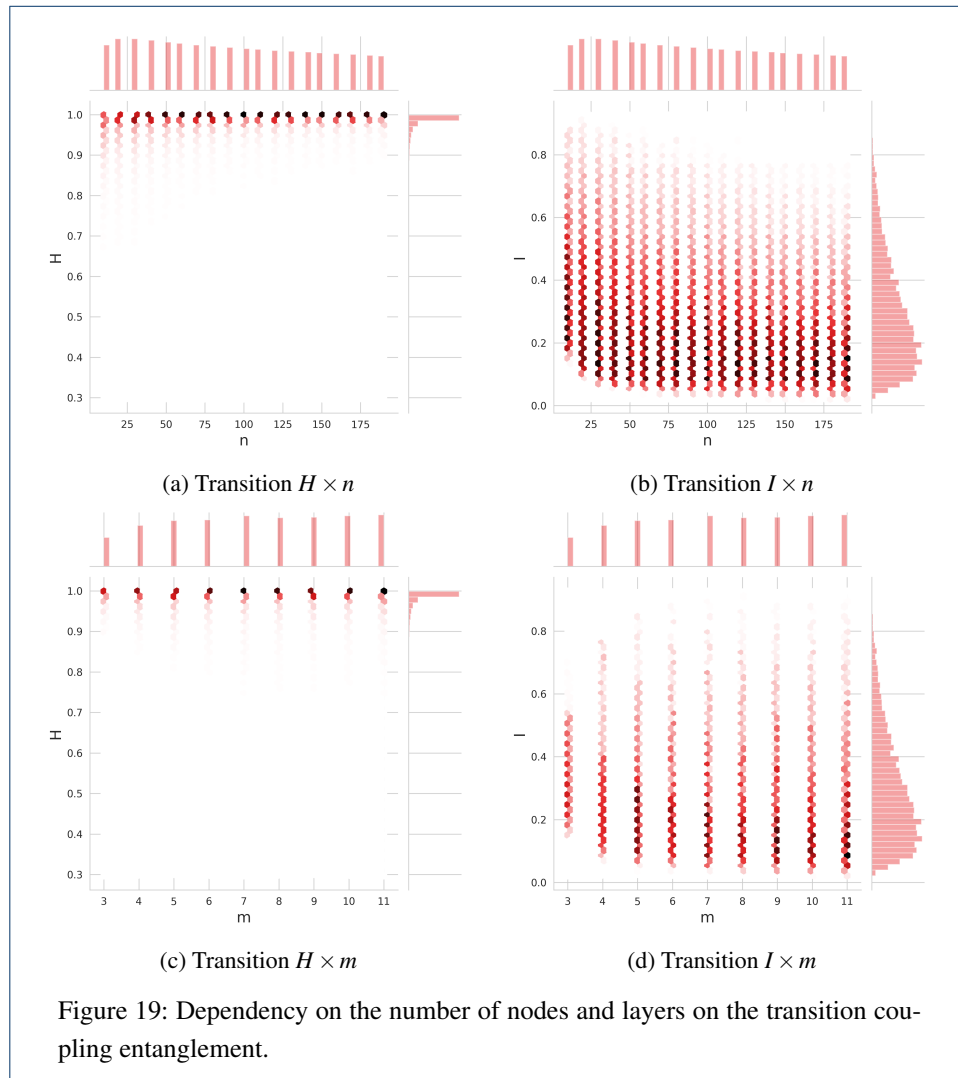 1.0
0.9
0.8
0.7
0.6
0.5
0.4
0.3
H
25 50 75 100 125 150 175
n
0.8
0.6
0.4
0.2
0.0
I
25 50 75 100 125 150 175
n
(a) Transition H × n
(b) Transition I × n
1.0
0.9
0.8
0.7
0.6
0.5
0.4
0.3
H
3 4 5 6 7 8 9 10 11
m
0.8
0.6
0.4
0.2
0.0
I
3 4 5 6 7 8 9 10 11
m
(c) Transition H × m
(d) Transition I × m
Figure 19: Dependency on the number of nodes and layers on the transition cou-
pling entanglement.